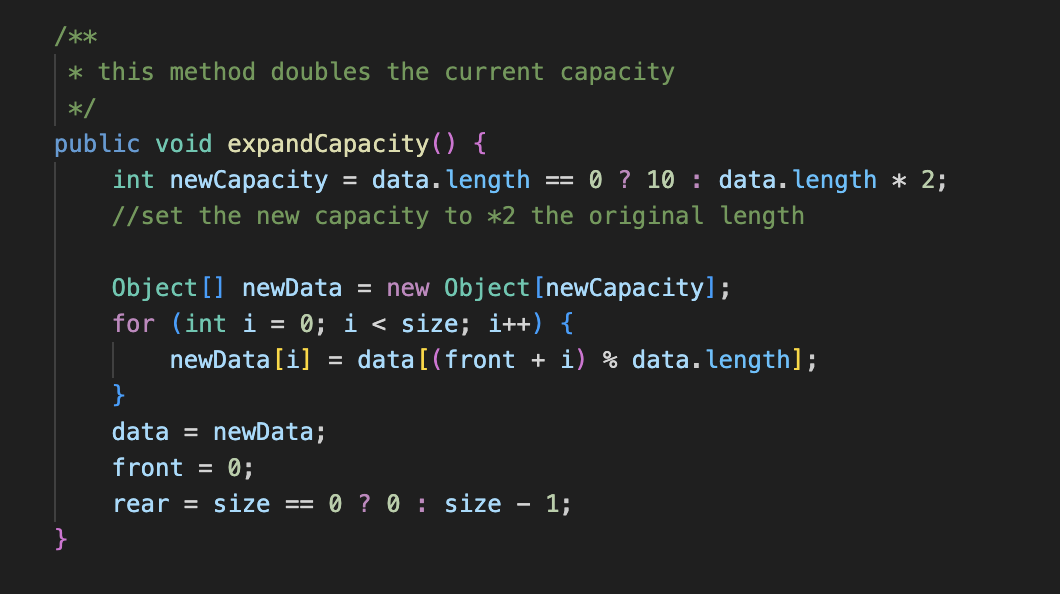 /**
 * this method doubles the current capacity
 */
public void expandCapacity() {
    int newCapacity = data.length == 0 ? 10 : data.length * 2;
    //set the new capacity to *2 the original length

    Object[] newData = new Object[newCapacity];
    for (int i = 0; i < size; i++) {
        newData[i] = data[(front + i) % data.length];
    }
    data = newData;
    front = 0;
    rear = size == 0 ? 0 : size - 1;
}